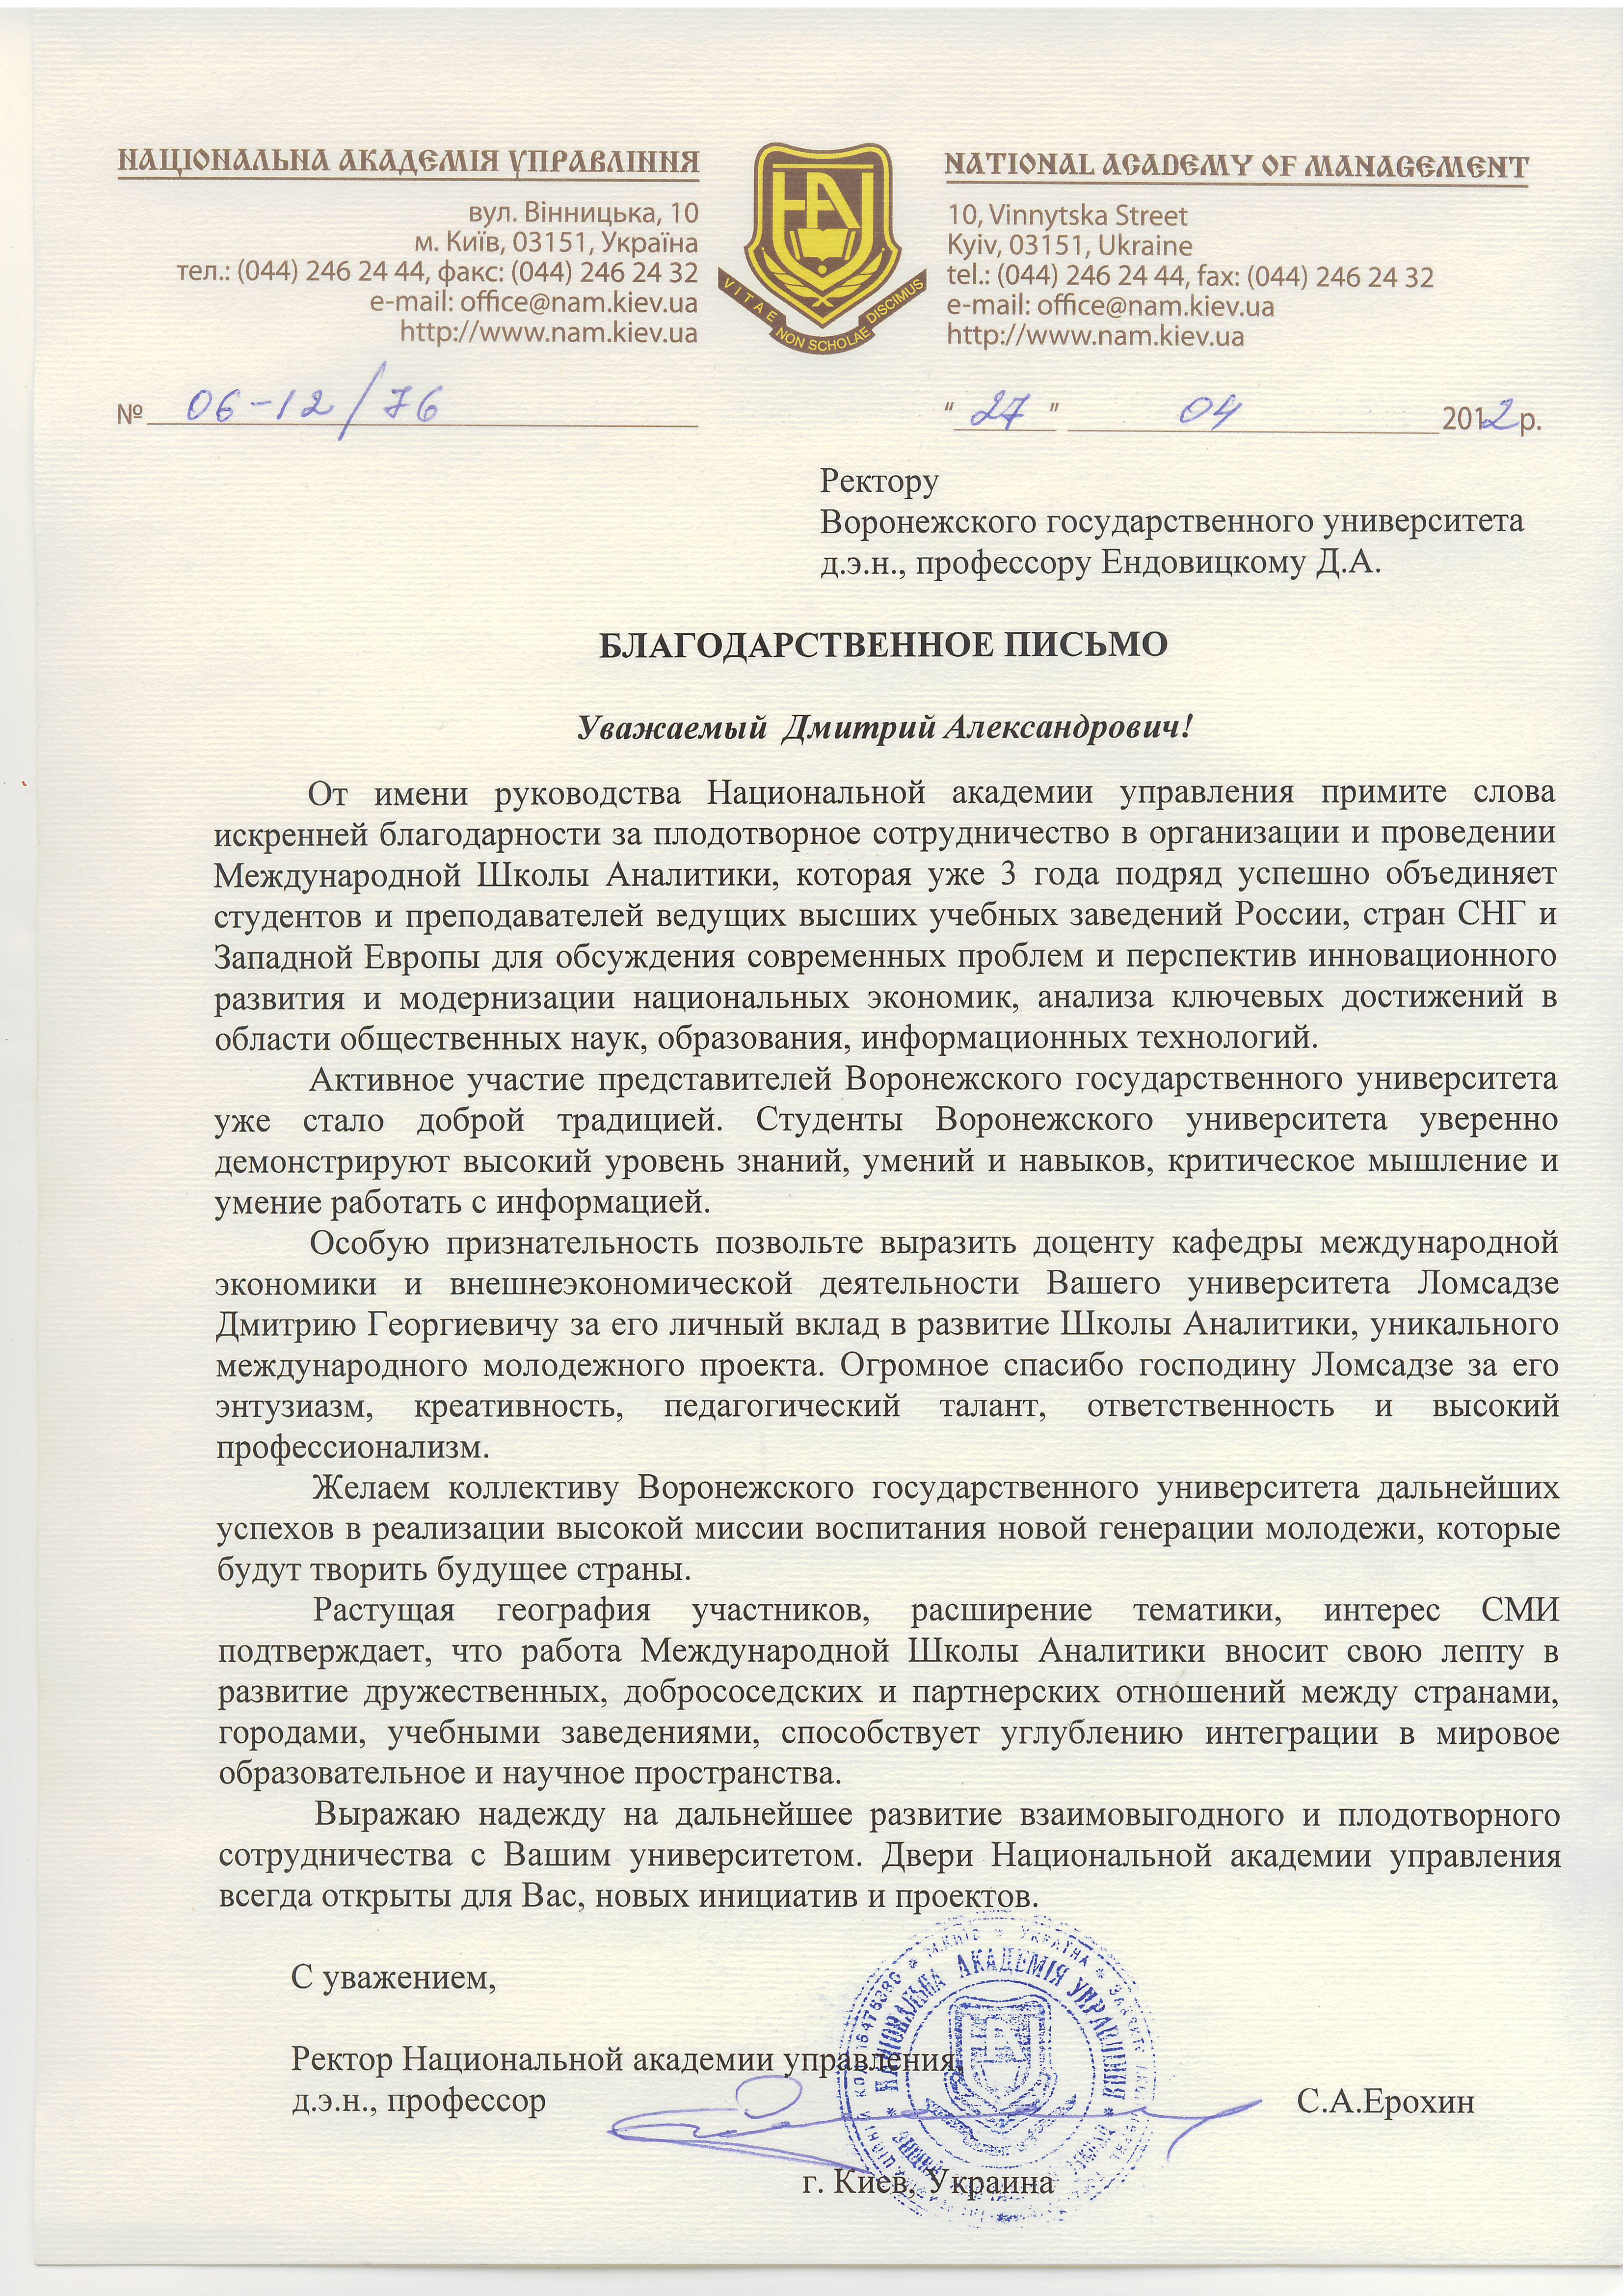 НАЦІОНАЛЬНА АКАДЕМІЯ УПРАВЛІННЯ
вул. Вінницька, 10
м. Київ, 03151, Україна
тел.: (044) 246 24 44, факс: (044) 246 24 32
e-mail: office@nam.kiev.ua
http://www.nam.kiev.ua
VITAE NON SCHOLAE DISCIMUS
NATIONAL ACADEMY OF MANAGEMENT
10, Vinnytska Street
Kyiv, 03151, Ukraine
tel.: (044) 246 24 44, fax: (044) 246 24 32
e-mail: office@nam.kiev.ua
http://www.nam.kiev.ua
№ 06-12/76
“ 27 ” 04 2012 р.
Ректору
Воронежского государственного университета
д.э.н., профессору Ендовицкому Д.А.
БЛАГОДАРСТВЕННОЕ ПИСЬМО
Уважаемый Дмитрий Александрович!
От имени руководства Национальной академии управления примите слова
искренней благодарности за плодотворное сотрудничество в организации и проведении
Международной Школы Аналитики, которая уже 3 года подряд успешно объединяет
студентов и преподавателей ведущих высших учебных заведений России, стран СНГ и
Западной Европы для обсуждения современных проблем и перспектив инновационного
развития и модернизации национальных экономик, анализа ключевых достижений в
области общественных наук, образования, информационных технологий.
Активное участие представителей Воронежского государственного университета
уже стало доброй традицией. Студенты Воронежского университета уверенно
демонстрируют высокий уровень знаний, умений и навыков, критическое мышление и
умение работать с информацией.
Особую признательность позвольте выразить доценту кафедры международной
экономики и внешнеэкономической деятельности Вашего университета Ломсадзе
Дмитрию Георгиевичу за его личный вклад в развитие Школы Аналитики, уникального
международного молодежного проекта. Огромное спасибо господину Ломсадзе за его
энтузиазм, креативность, педагогический талант, ответственность и высокий
профессионализм.
Желаем коллективу Воронежского государственного университета дальнейших
успехов в реализации высокой миссии воспитания новой генерации молодежи, которые
будут творить будущее страны.
Растущая география участников, расширение тематики, интерес СМИ
подтверждает, что работа Международной Школы Аналитики вносит свою лепту в
развитие дружественных, добрососедских и партнерских отношений между странами,
городами, учебными заведениями, способствует углублению интеграции в мировое
образовательное и научное пространства.
Выражаю надежду на дальнейшее развитие взаимовыгодного и плодотворного
сотрудничества с Вашим университетом. Двери Национальной академии управления
всегда открыты для Вас, новых инициатив и проектов.
С уважением,
Ректор Национальной академии управления,
д.э.н., профессор
С.А.Ерохин
г. Киев, Украина
НАЦІОНАЛЬНА АКАДЕМІЯ УПРАВЛІННЯ
М.КИЇВ * УКРАЇНА